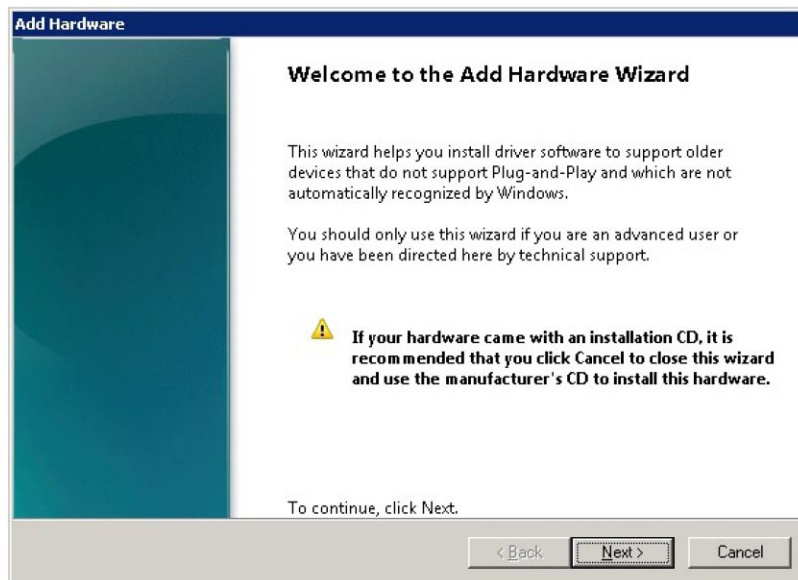 Add Hardware
Welcome to the Add Hardware Wizard
This wizard helps you install driver software to support older
devices that do not support Plug-and-Play and which are not
automatically recognized by Windows.
You should only use this wizard if you are an advanced user or
you have been directed here by technical support.
If your hardware came with an installation CD, it is
recommended that you click Cancel to close this wizard
and use the manufacturer's CD to install this hardware.
To continue, click Next.
< Back Next > Cancel